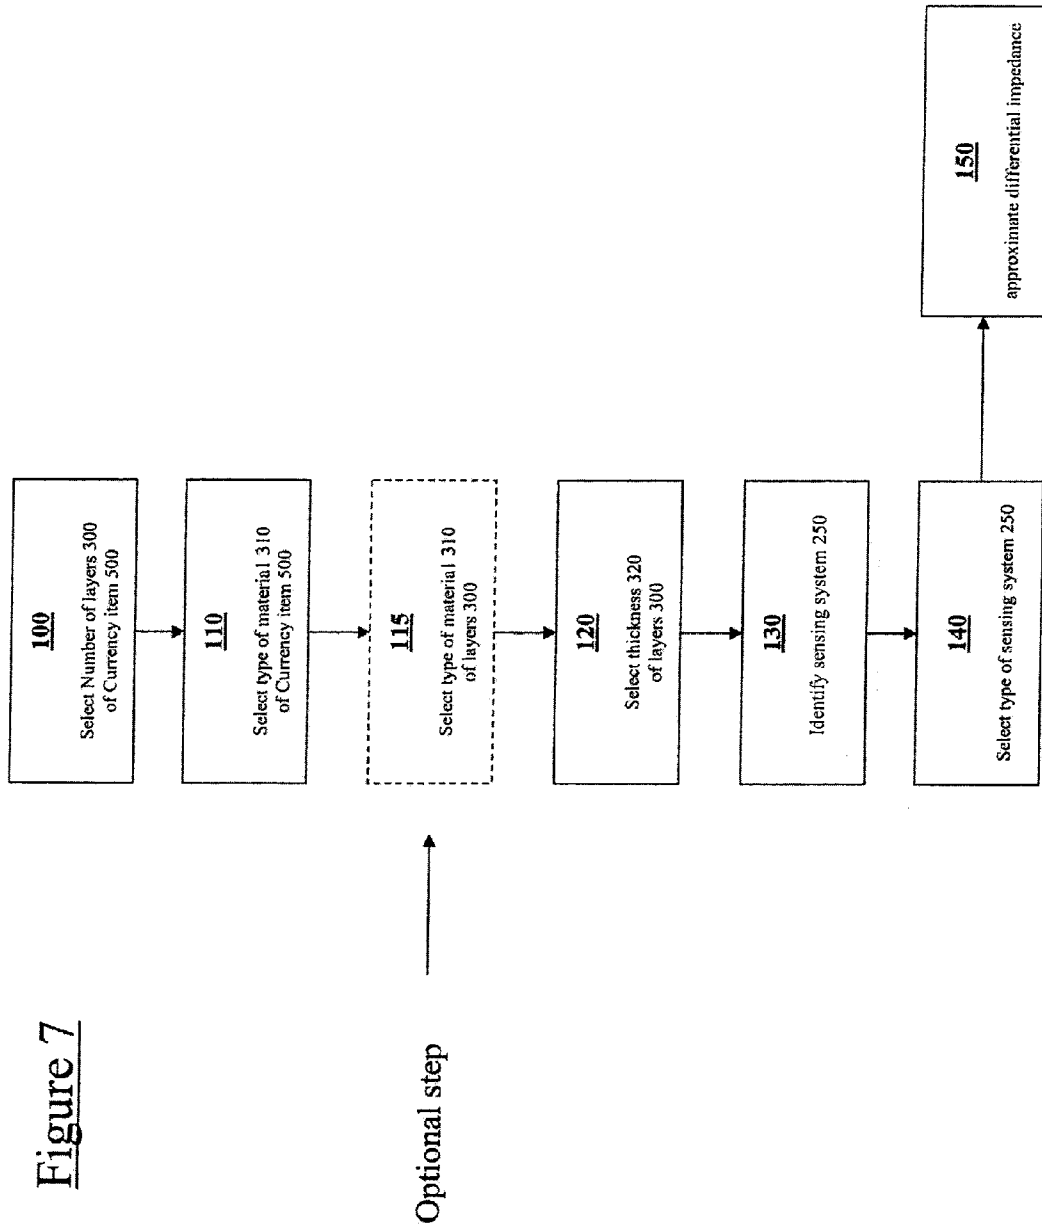 Figure 7
100
Select Number of layers 300
of Currency item 500
110
Select type of material 310
of Currency item 500
Optional step
115
Select type of material 310
of layers 300
120
Select thickness 320
of layers 300
130
Identify sensing system 250
140
Select type of sensing system 250
150
approximate differential impedance